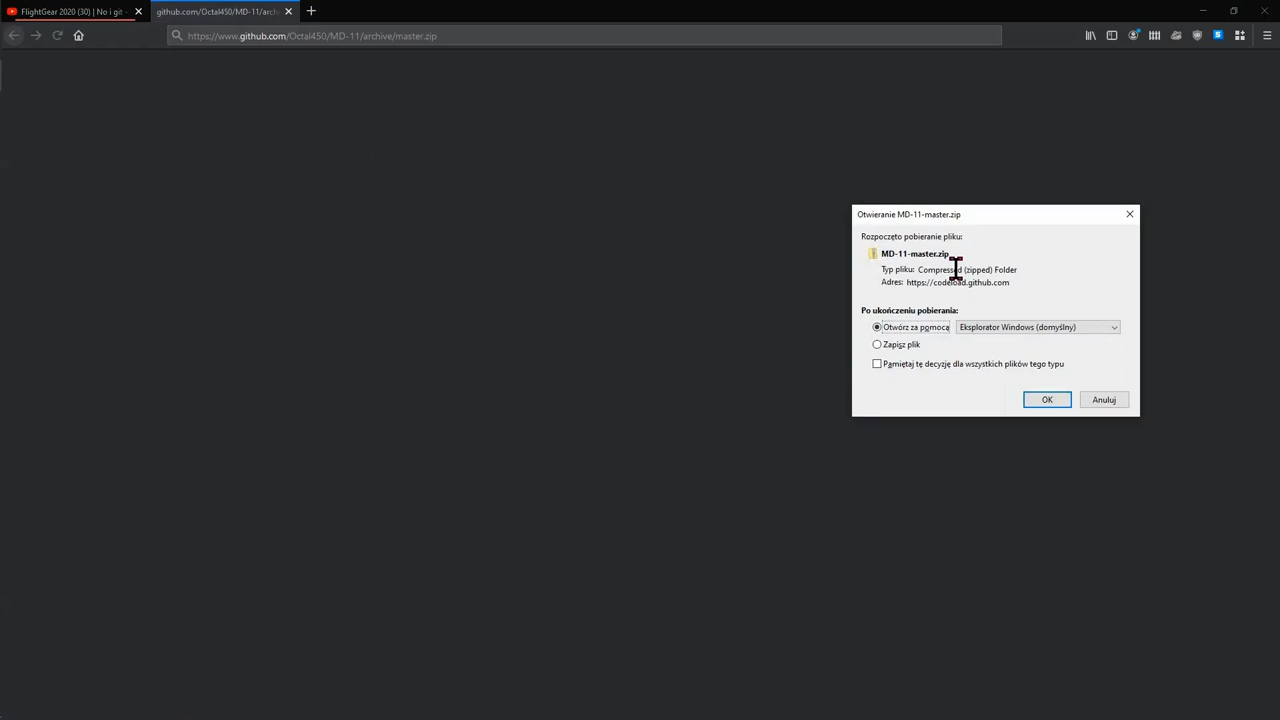 FlightGear 2020 (30) | No i git -
github.com/Octal450/MD-11/arch
https://www.github.com/Octal450/MD-11/archive/master.zip
Otwieranie MD-11-master.zip
Rozpoczęto pobieranie pliku:
MD-11-master.zip
Typ pliku: Compressed (zipped) Folder
Adres: https://codeload.github.com
Po ukończeniu pobierania:
Otwórz za pomocą Eksplorator Windows (domyślny)
Zapisz plik
Pamiętaj tę decyzję dla wszystkich plików tego typu
OK Anuluj